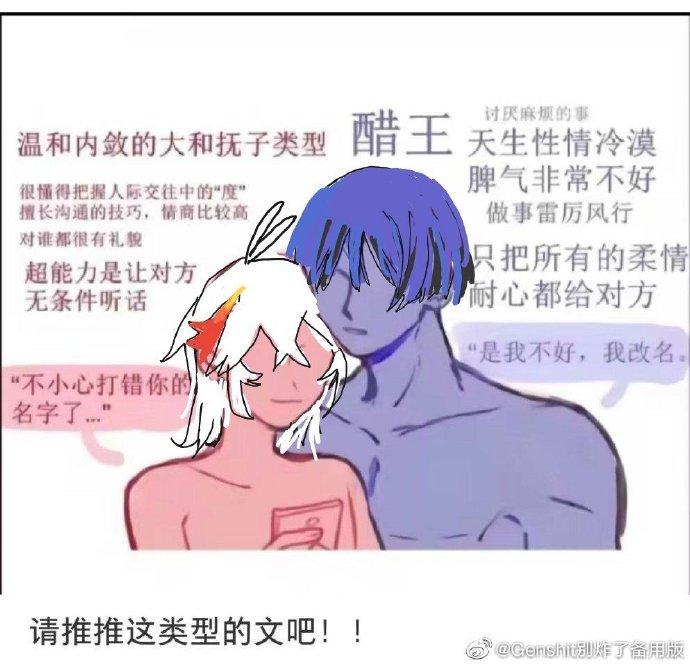 温和内敛的大和抚子类型
很懂得把握人际交往中的“度”
擅长沟通的技巧，情商比较高
对谁都很有礼貌
超能力是让对方
无条件听话
“不小心打错你的
名字了...”
醋王
讨厌麻烦的事
天生性情冷漠
脾气非常不好
做事雷厉风行
只把所有的柔情
耐心都给对方
“是我不好，我改名。
请推推这类型的文吧！！
@Genshit别炸了备用版